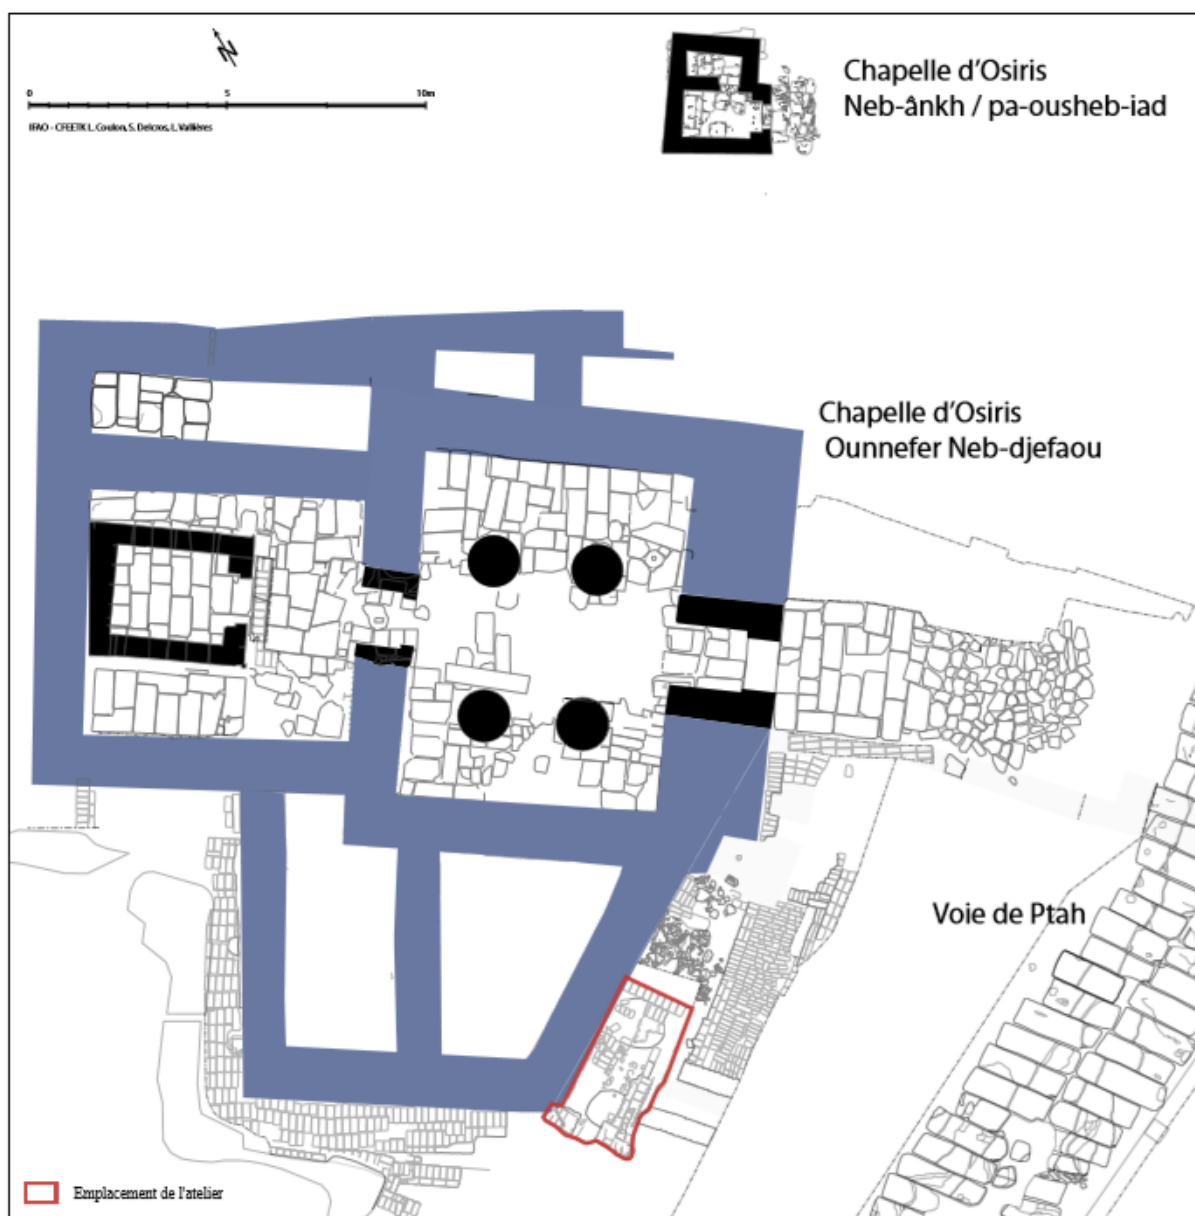 N
0 5 10m
IFAO - CFEETK L. Coulon, S. Delcros, L. Vallières
Chapelle d'Osiris
Neb-ânkh / pa-ousheb-iad
Chapelle d'Osiris
Ounnefer Neb-djefaou
Voie de Ptah
Emplacement de l'atelier